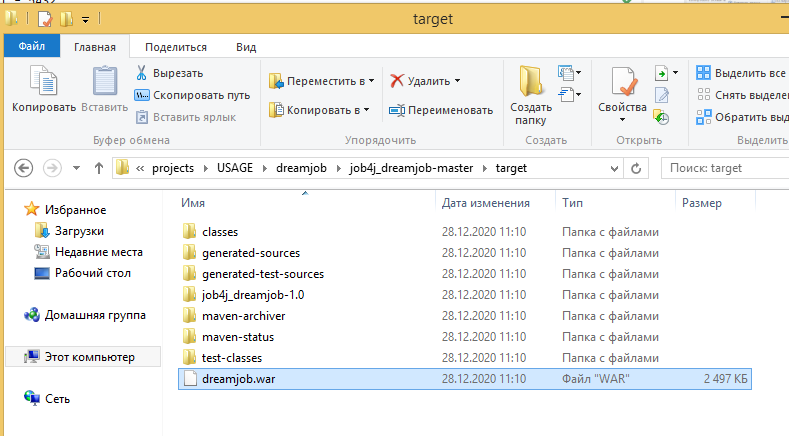 target
Файл Главная Поделиться Вид
Копировать Вставить Вырезать Скопировать путь Вставить ярлык
Переместить в Копировать в Удалить Переименовать
Создать папку Свойства
Выделить все
Снять выделе
Обратить выд
Буфер обмена Упорядочить Создать Открыть Выделить
« projects USAGE dreamjob job4j_dreamjob-master target Поиск: target
Имя Дата изменения Тип Размер
Избранное
Загрузки
Недавние места
Рабочий стол
Домашняя группа
Этот компьютер
Сеть
classes 28.12.2020 11:10 Папка с файлами
generated-sources 28.12.2020 11:10 Папка с файлами
generated-test-sources 28.12.2020 11:10 Папка с файлами
job4j_dreamjob-1.0 28.12.2020 11:10 Папка с файлами
maven-archiver 28.12.2020 11:10 Папка с файлами
maven-status 28.12.2020 11:10 Папка с файлами
test-classes 28.12.2020 11:10 Папка с файлами
dreamjob.war 28.12.2020 11:10 Файл "WAR" 2 497 КБ